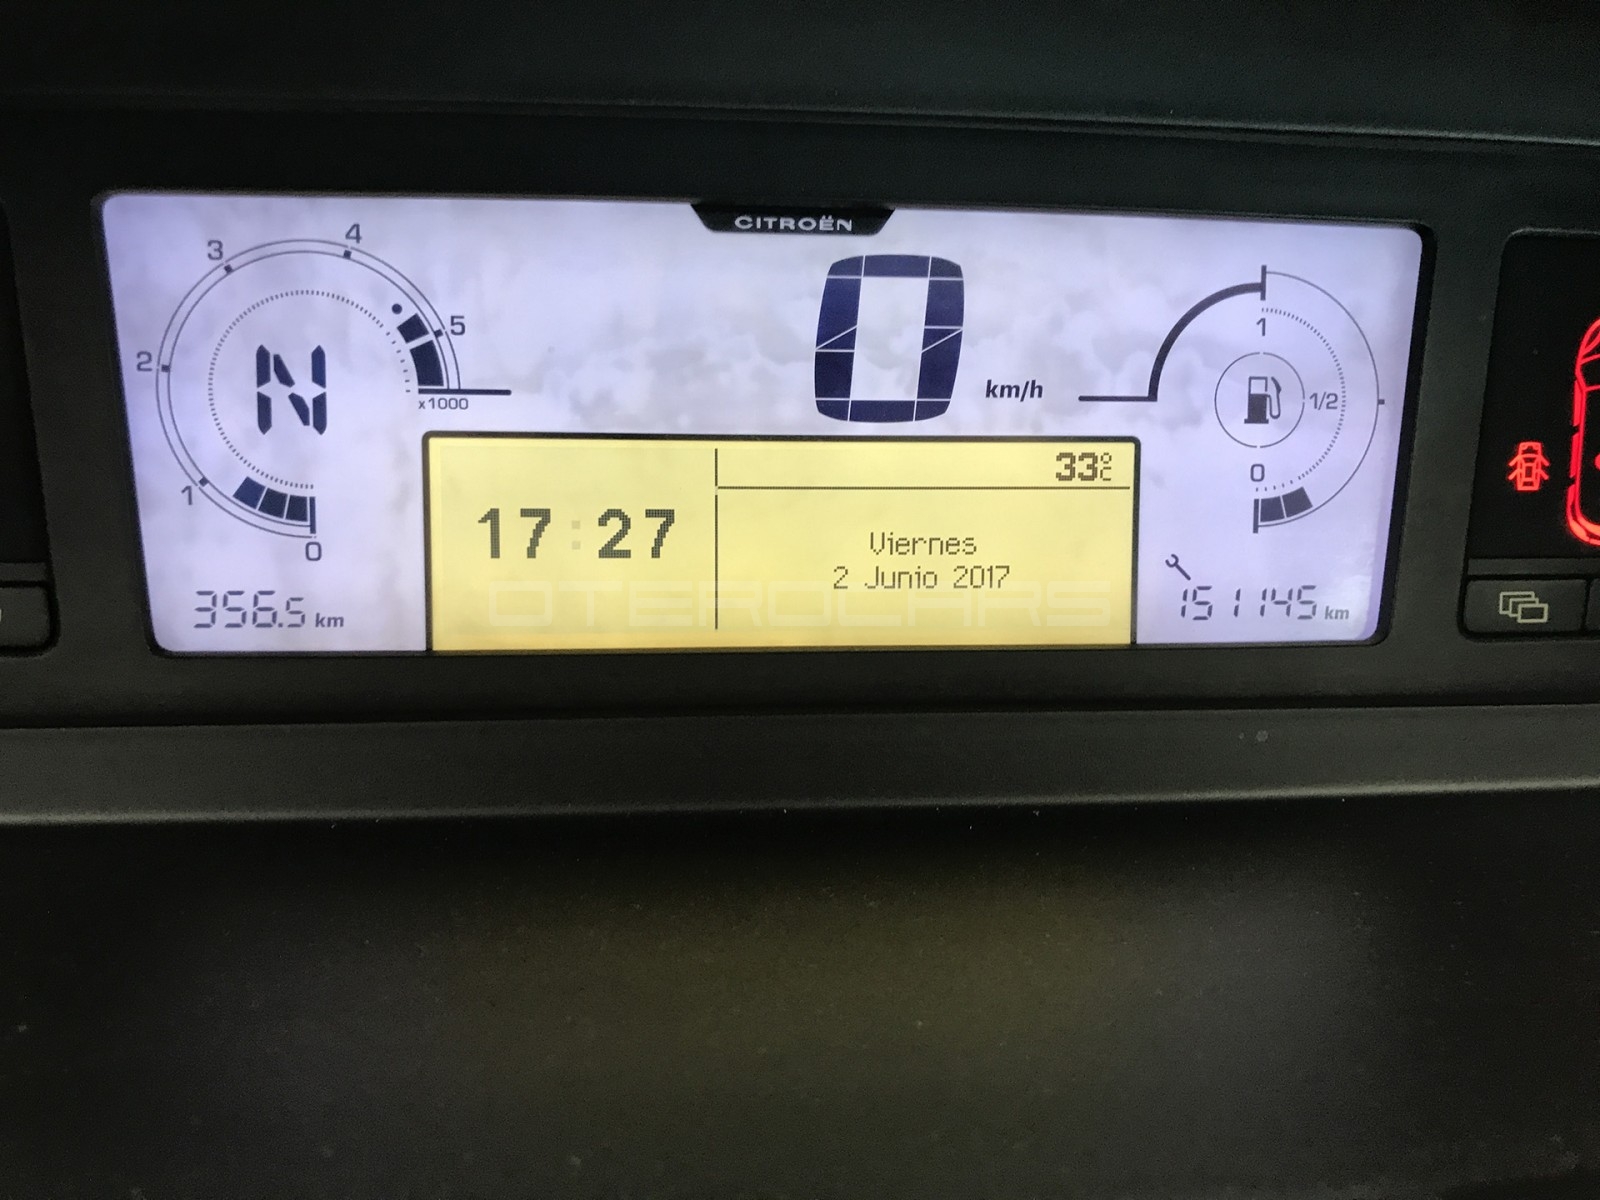 CITROËN
4
3
5
2
x1000
1
0
N
0 km/h
1
1/2
0
33°C
17:27
Viernes
2 Junio 2017
356.5 km
151145 km
OTEROCARS